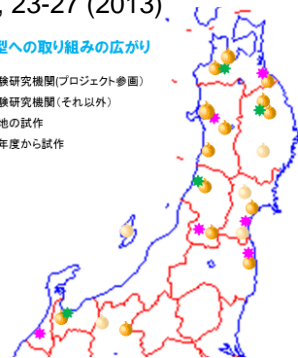 , 23-27 (2013)
型への取り組みの広がり
験研究機関(プロジェクト参画)
験研究機関（それ以外）
地の試作
年度から試作